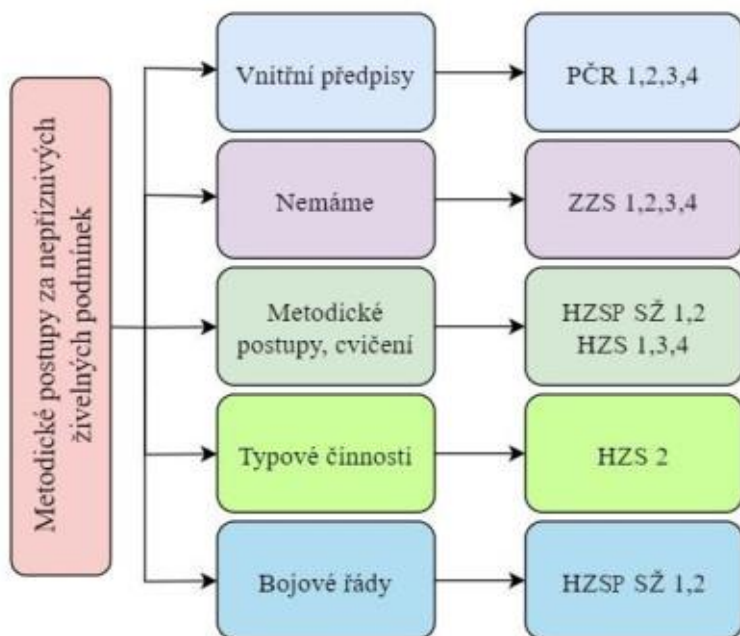 Metodické postupy za nepříznivých
živelných podmínek
Vnitřní předpisy
PČR 1,2,3,4
Nemáme
ZZS 1,2,3,4
Metodické
postupy, cvičení
HZSP SŽ 1,2
HZS 1,3,4
Typové činnosti
HZS 2
Bojové řády
HZSP SŽ 1,2